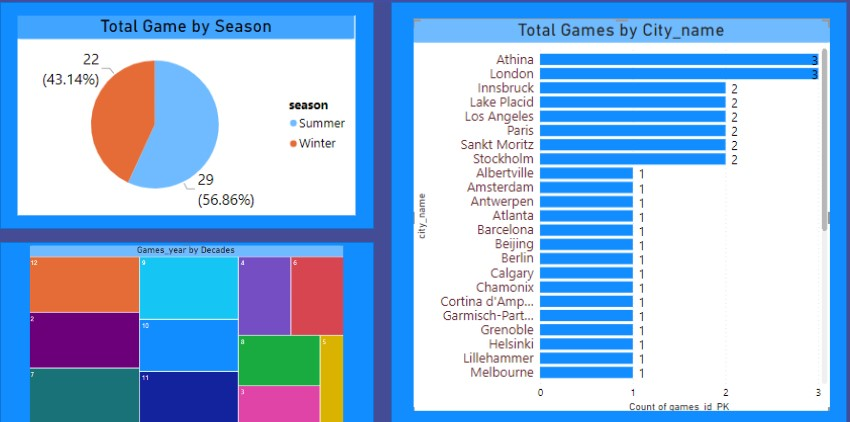 Total Game by Season
22
(43.14%)
29
(56.86%)
season
Summer
Winter
Games_year by Decades
12
9
4
6
2
10
8
5
7
11
3
Total Games by City_name
city_name
Athina 3
London 3
Innsbruck 2
Lake Placid 2
Los Angeles 2
Paris 2
Sankt Moritz 2
Stockholm 2
Albertville 1
Amsterdam 1
Antwerpen 1
Atlanta 1
Barcelona 1
Beijing 1
Berlin 1
Calgary 1
Chamonix 1
Cortina d'Amp... 1
Garmisch-Part... 1
Grenoble 1
Helsinki 1
Lillehammer 1
Melbourne 1
0 1 2 3
Count of games_id_PK